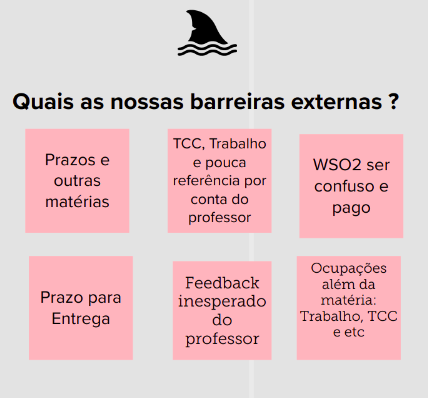 Quais as nossas barreiras externas ?
Prazos e
outras
matérias
TCC, Trabalho
e pouca
referência por
conta do
professor
WSO2 ser
confuso e
pago
Prazo para
Entrega
Feedback
inesperado
do
professor
Ocupações
além da
matéria:
Trabalho, TCC
e etc